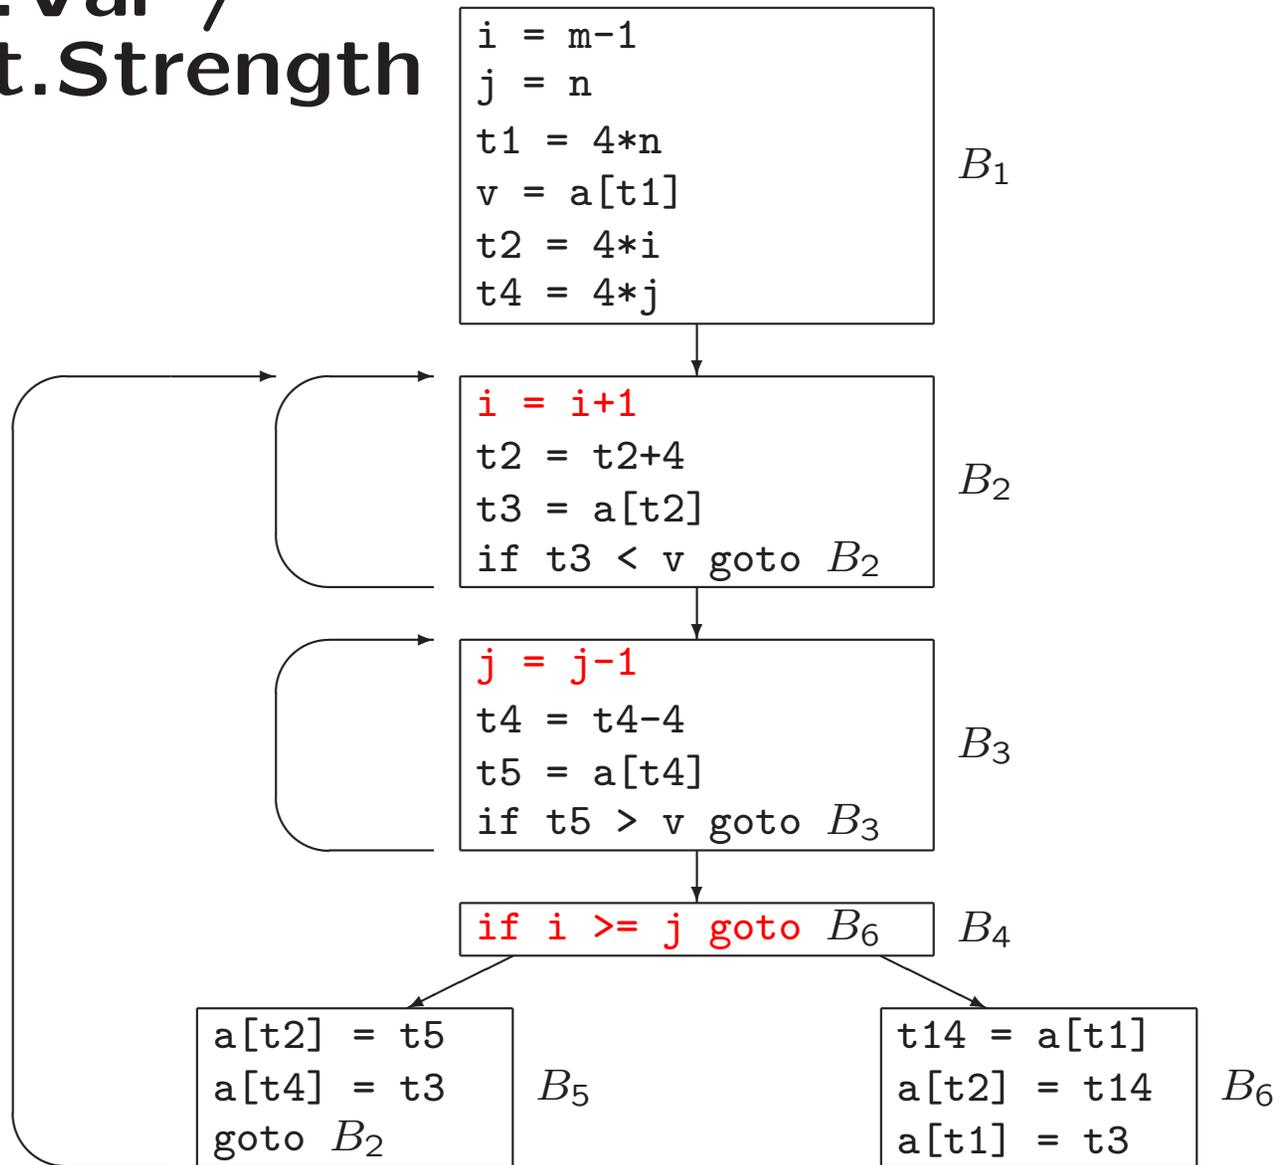 .Var /
t.Strength
i = m-1
j = n
t1 = 4*n
v = a[t1]
t2 = 4*i
t4 = 4*j
B1
i = i+1
t2 = t2+4
t3 = a[t2]
if t3 < v goto B2
B2
j = j-1
t4 = t4-4
t5 = a[t4]
if t5 > v goto B3
B3
if i >= j goto B6
B4
a[t2] = t5
a[t4] = t3
goto B2
B5
t14 = a[t1]
a[t2] = t14
a[t1] = t3
B6